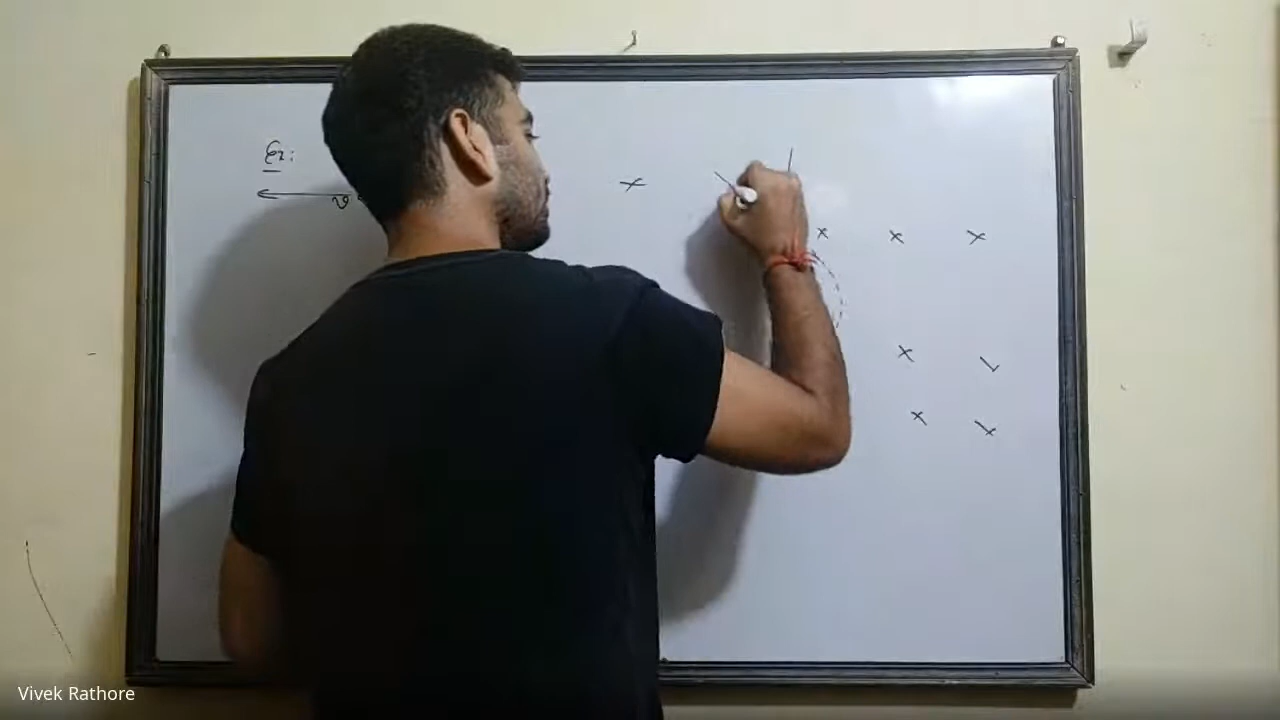 Ex:
v
× × × ×
×
×
Vivek Rathore